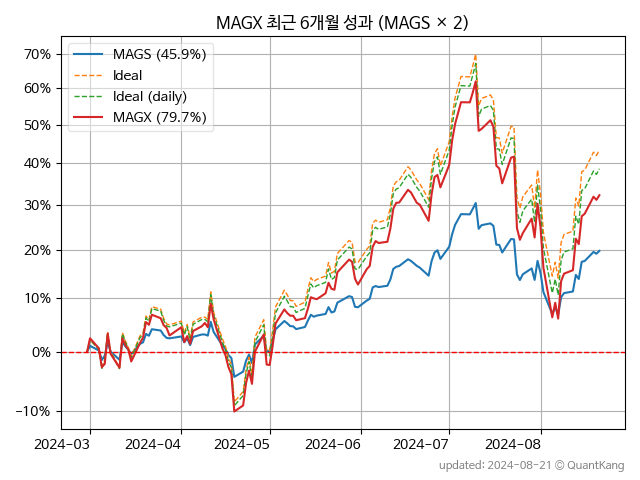 MAGX 최근 6개월 성과 (MAGS × 2)
MAGS (45.9%)
Ideal
Ideal (daily)
MAGX (79.7%)
70%
60%
50%
40%
30%
20%
10%
0%
−10%
2024-03
2024-04
2024-05
2024-06
2024-07
2024-08
updated: 2024-08-21 © QuantKang